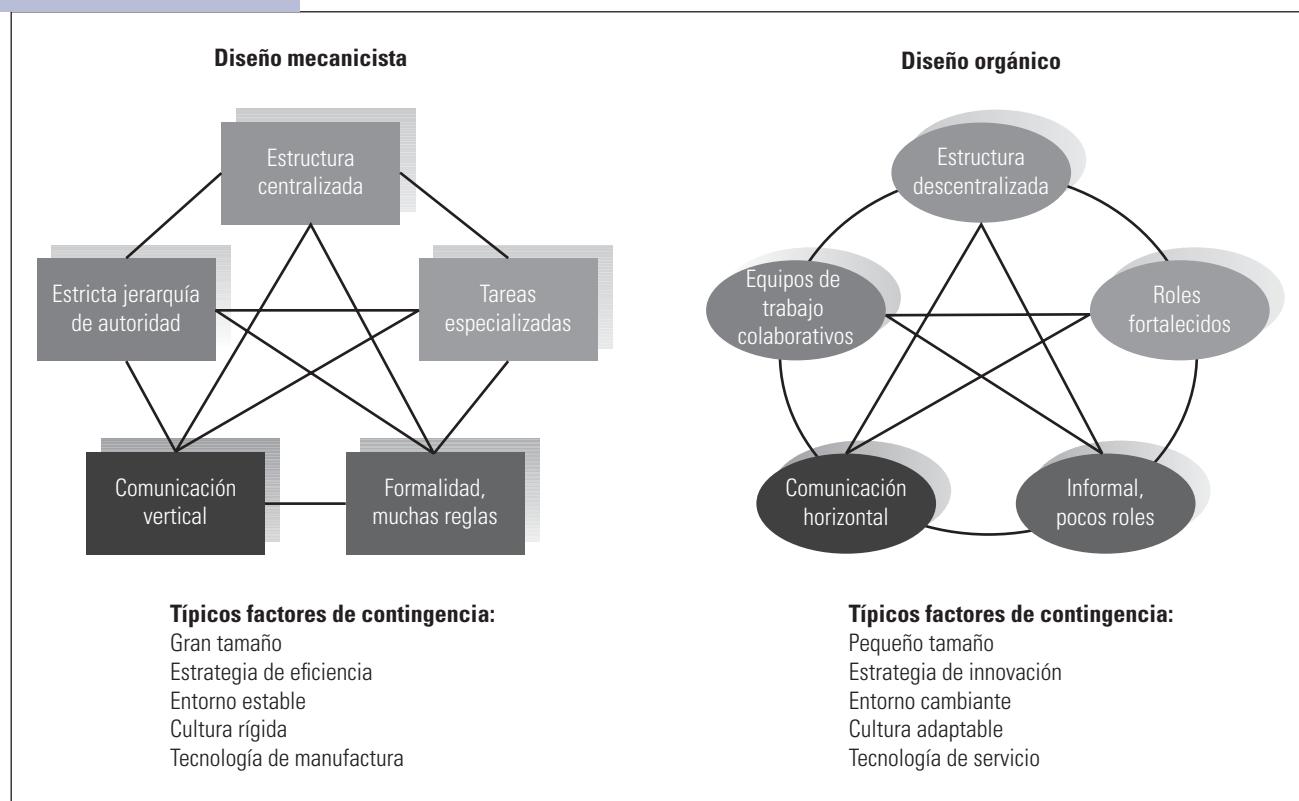 Diseño mecanicista
Estructura
centralizada
Estricta jerarquía
de autoridad
Tareas
especializadas
Comunicación
vertical
Formalidad,
muchas reglas
Típicos factores de contingencia:
Gran tamaño
Estrategia de eficiencia
Entorno estable
Cultura rígida
Tecnología de manufactura
Diseño orgánico
Estructura
descentralizada
Equipos de
trabajo
colaborativos
Roles
fortalecidos
Comunicación
horizontal
Informal,
pocos roles
Típicos factores de contingencia:
Pequeño tamaño
Estrategia de innovación
Entorno cambiante
Cultura adaptable
Tecnología de servicio